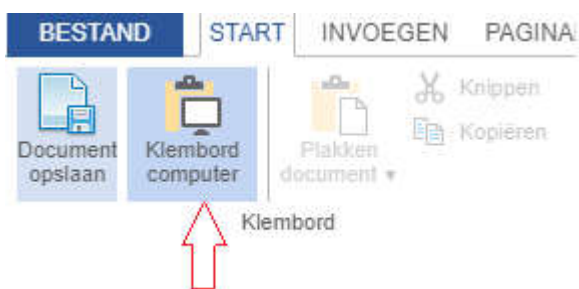 BESTAND START INVOEGEN PAGINA
Document opslaan
Klembord computer
Plakken document
Knippen
Kopiëren
Klembord